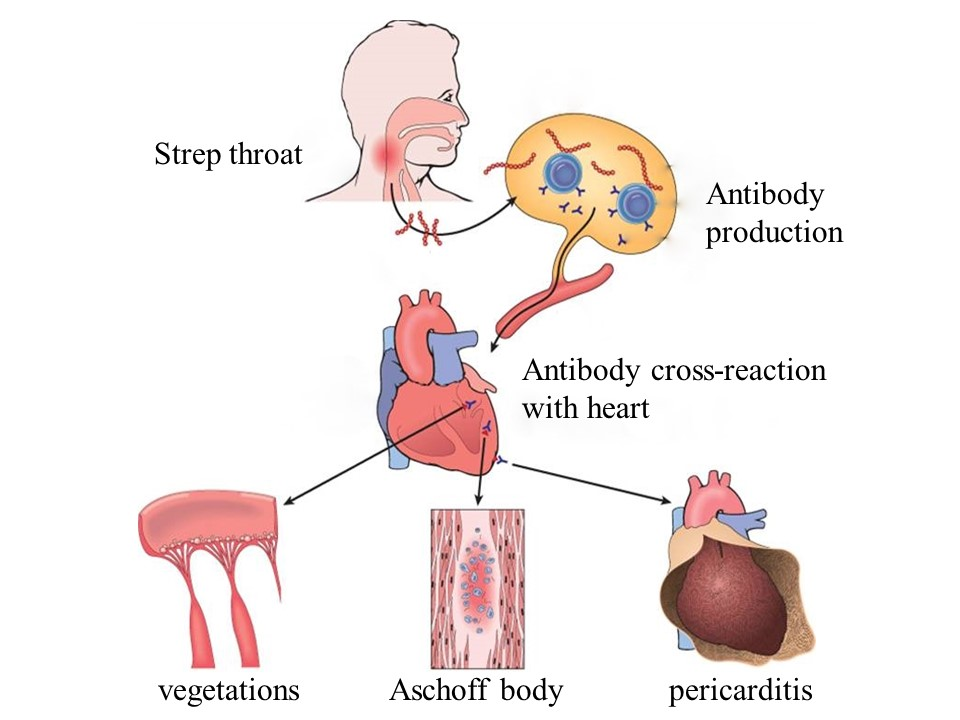 Strep throat
Antibody
production
Antibody cross-reaction
with heart
vegetations
Aschoff body
pericarditis